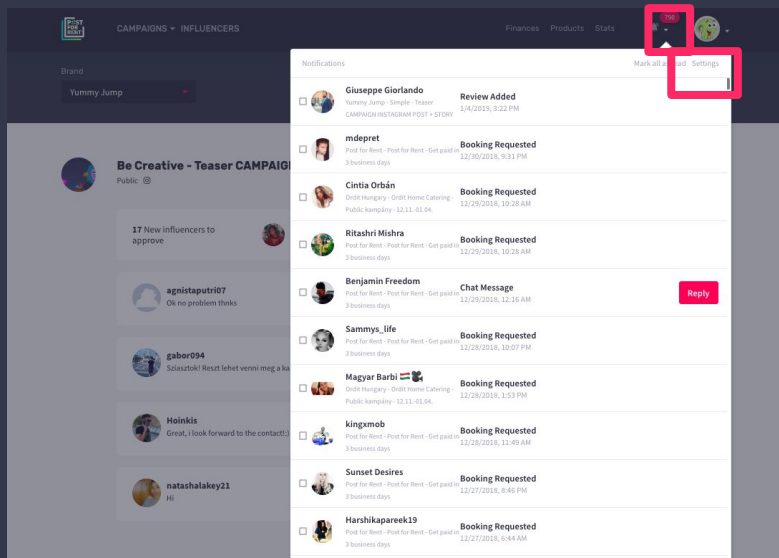 POST
FOR
RENT
CAMPAIGNS INFLUENCERS
Finances Products Stats
790
Brand
Yummy Jump
Notifications
Mark all as read Settings
Giuseppe Giorlando
Yummy Jump - Simple - Teaser
CAMPAIGN INSTAGRAM POST + STORY
Review Added
1/4/2019, 3:22 PM
mdepret
Post for Rent - Post for Rent - Get paid in
3 business days
Booking Requested
12/30/2018, 9:31 PM
Cintia Orbán
Ordit Hungary - Ordit Home Catering -
Public kampány - 12.11.-01.04.
Booking Requested
12/29/2018, 10:28 AM
Ritashri Mishra
Post for Rent - Post for Rent - Get paid in
3 business days
Booking Requested
12/29/2018, 10:28 AM
Benjamin Freedom
Post for Rent - Post for Rent - Get paid in
3 business days
Chat Message
12/29/2018, 12:16 AM
Reply
Sammys_life
Post for Rent - Post for Rent - Get paid in
3 business days
Booking Requested
12/28/2018, 10:07 PM
Magyar Barbi 🇭🇺🎥
Ordit Hungary - Ordit Home Catering -
Public kampány - 12.11.-01.04.
Booking Requested
12/28/2018, 1:53 PM
kingxmob
Post for Rent - Post for Rent - Get paid in
3 business days
Booking Requested
12/28/2018, 11:49 AM
Sunset Desires
Post for Rent - Post for Rent - Get paid in
3 business days
Booking Requested
12/27/2018, 8:46 PM
Harshikapareek19
Post for Rent - Post for Rent - Get paid in
3 business days
Booking Requested
12/27/2018, 6:44 AM
Be Creative - Teaser CAMPAIG
Public
17 New influencers to
approve
agnistaputri07
Ok no problem thnks
gabor094
Sziasztok! Reszt lehet venni meg a ka
Hoinkis
Great, i look forward to the contact!:)
natashalakey21
Hi